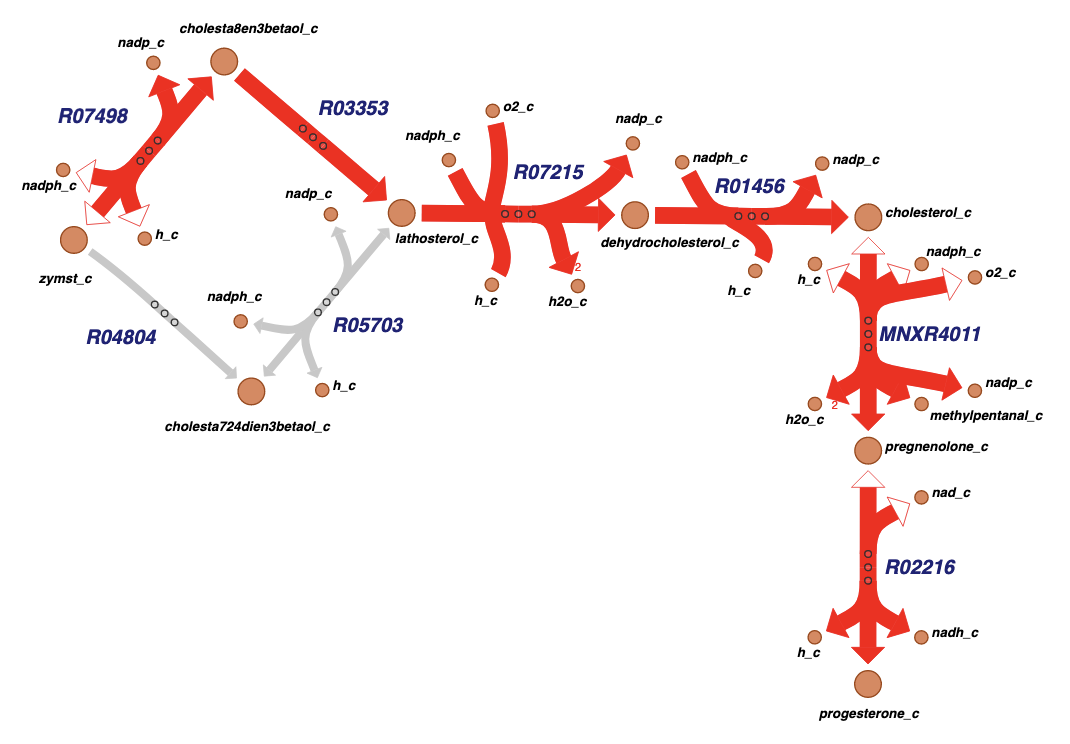 cholesta8en3betaol_c
nadp_c
R07498
R03353
o2_c
nadp_c
nadph_c
nadph_c
nadp_c
R07215
R01456
nadph_c
nadp_c
h_c
lathosterol_c
dehydrocholesterol_c
cholesterol_c
zymst_c
nadph_c
h_c
h2o_c
2
h_c
h_c
nadph_c
o2_c
R04804
R05703
MNXR4011
h_c
cholesta724dien3betaol_c
h2o_c
2
nadp_c
methylpentanal_c
pregnenolone_c
nad_c
R02216
h_c
nadh_c
progesterone_c